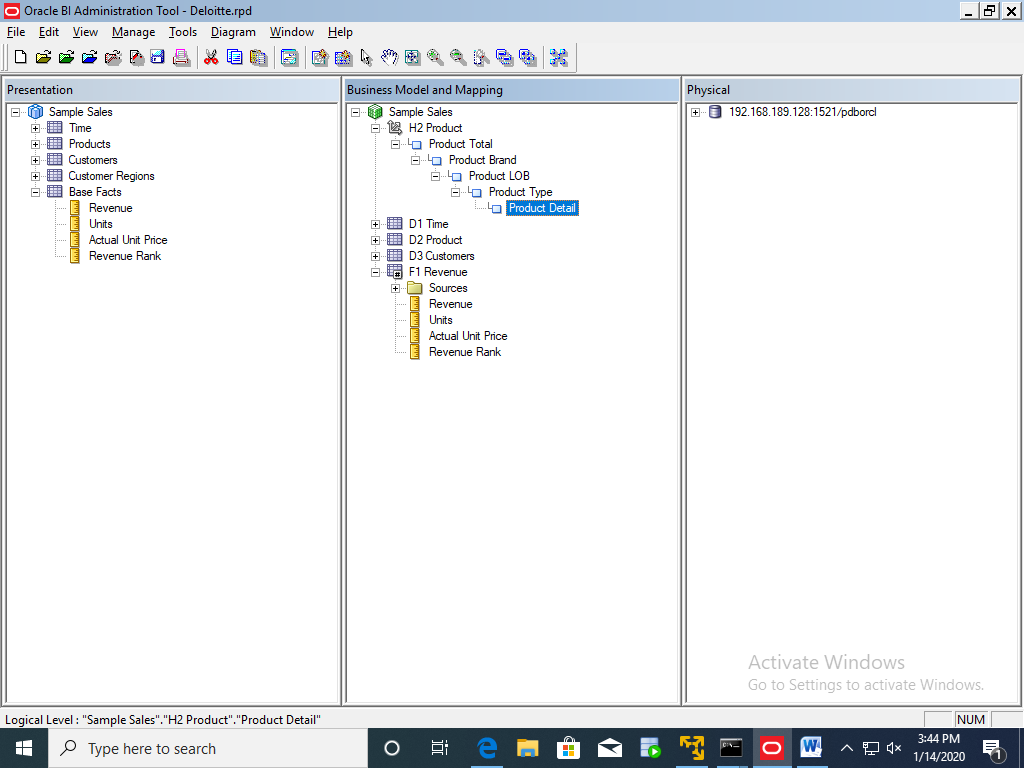 Oracle BI Administration Tool - Deloitte.rpd
File Edit View Manage Tools Diagram Window Help
Presentation
Sample Sales
Time
Products
Customers
Customer Regions
Base Facts
Revenue
Units
Actual Unit Price
Revenue Rank
Business Model and Mapping
Sample Sales
H2 Product
Product Total
Product Brand
Product LOB
Product Type
Product Detail
D1 Time
D2 Product
D3 Customers
F1 Revenue
Sources
Revenue
Units
Actual Unit Price
Revenue Rank
Physical
192.168.189.128:1521/pdborcl
Activate Windows
Go to Settings to activate Windows.
Logical Level : "Sample Sales"."H2 Product"."Product Detail"
NUM
Type here to search
W
3:44 PM
1/14/2020
1